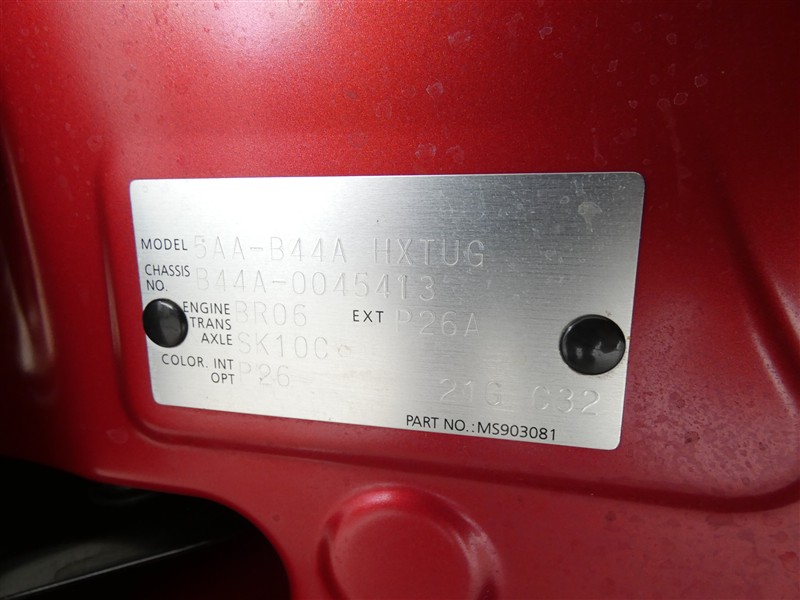 MODEL 5AA-B44A HXTUG
CHASSIS NO. B44A-0045413
ENGINE BR06 EXT P26A
TRANS AXLE SK10C
COLOR. INT P26
OPT 21G C32
PART NO.: MS903081